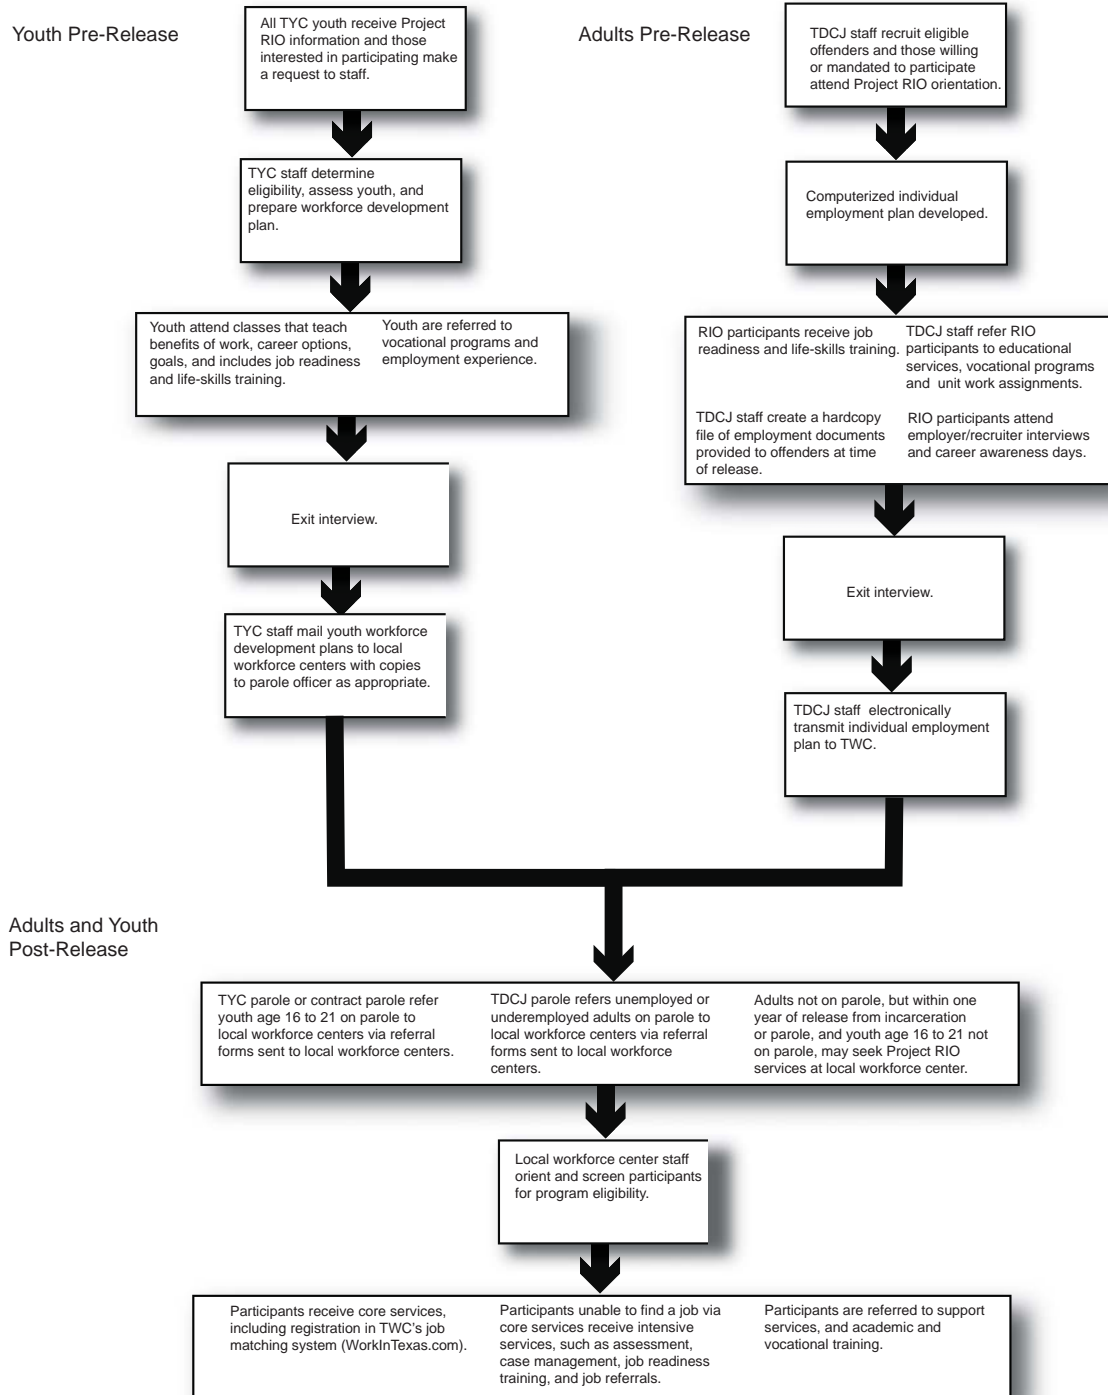 Youth Pre-Release
All TYC youth receive Project
RIO information and those
interested in participating make
a request to staff.
TYC staff determine
eligibility, assess youth, and
prepare workforce development
plan.
Youth attend classes that teach
benefits of work, career options,
goals, and includes job readiness
and life-skills training.
Youth are referred to
vocational programs and
employment experience.
Exit interview.
TYC staff mail youth workforce
development plans to local
workforce centers with copies
to parole officer as appropriate.
Adults Pre-Release
TDCJ staff recruit eligible
offenders and those willing
or mandated to participate
attend Project RIO orientation.
Computerized individual
employment plan developed.
RIO participants receive job
readiness and life-skills training.
TDCJ staff refer RIO
participants to educational
services, vocational programs
and unit work assignments.
TDCJ staff create a hardcopy
file of employment documents
provided to offenders at time
of release.
RIO participants attend
employer/recruiter interviews
and career awareness days.
Exit interview.
TDCJ staff electronically
transmit individual employment
plan to TWC.
Adults and Youth
Post-Release
TYC parole or contract parole refer
youth age 16 to 21 on parole to
local workforce centers via referral
forms sent to local workforce centers.
TDCJ parole refers unemployed or
underemployed adults on parole to
local workforce centers via referral
forms sent to local workforce
centers.
Adults not on parole, but within one
year of release from incarceration
or parole, and youth age 16 to 21 not
on parole, may seek Project RIO
services at local workforce center.
Local workforce center staff
orient and screen participants
for program eligibility.
Participants receive core services,
including registration in TWC's job
matching system (WorkInTexas.com).
Participants unable to find a job via
core services receive intensive
services, such as assessment,
case management, job readiness
training, and job referrals.
Participants are referred to support
services, and academic and
vocational training.